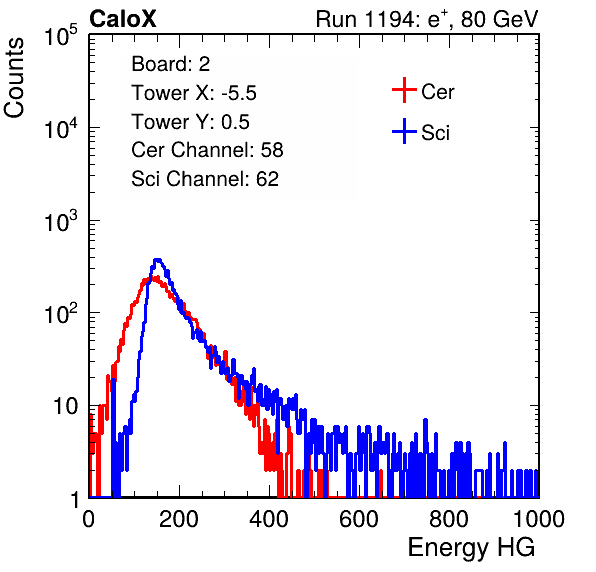 CaloX Run 1194: e⁺, 80 GeV
Counts
10⁵
10⁴
10³
10²
10
1
Board: 2
Tower X: -5.5
Tower Y: 0.5
Cer Channel: 58
Sci Channel: 62
Cer
Sci
0 200 400 600 800 1000
Energy HG